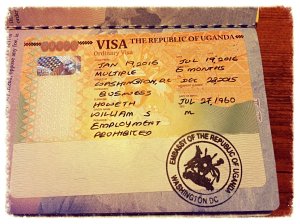 VISA THE REPUBLIC OF UGANDA
Ordinary Visa
JAN 19, 2016 JUL 19, 2016
MULTIPLE 6 MONTHS
WASHINGTON, DC DEC 28, 2015
BUSINESS
HOWETH JUL 27, 1960
WILLIAM S M
EMPLOYMENT
PROHIBITED
EMBASSY OF THE REPUBLIC OF UGANDA
WASHINGTON DC